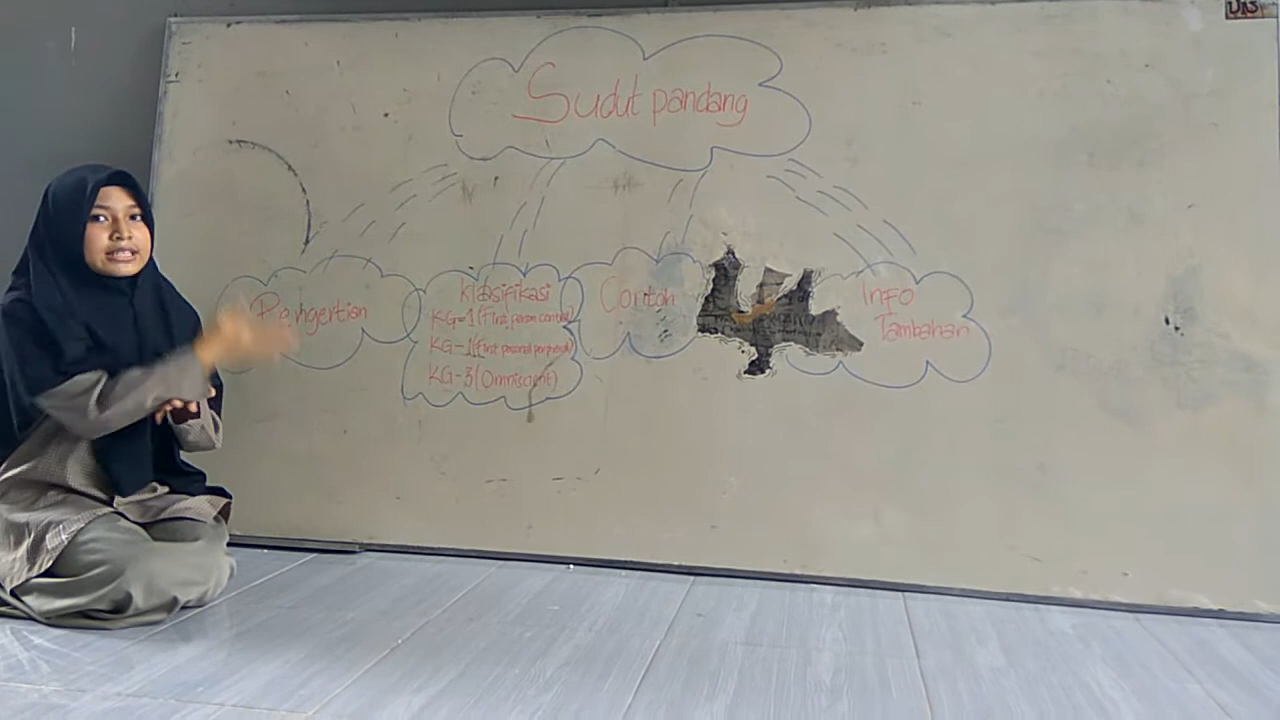 Sudut pandang
Pengertian
Klasifikasi
KG-1 (First person central)
KG-1 (First personal peripheral)
KG-3 (Omniscient)
Contoh
Info
Tambahan